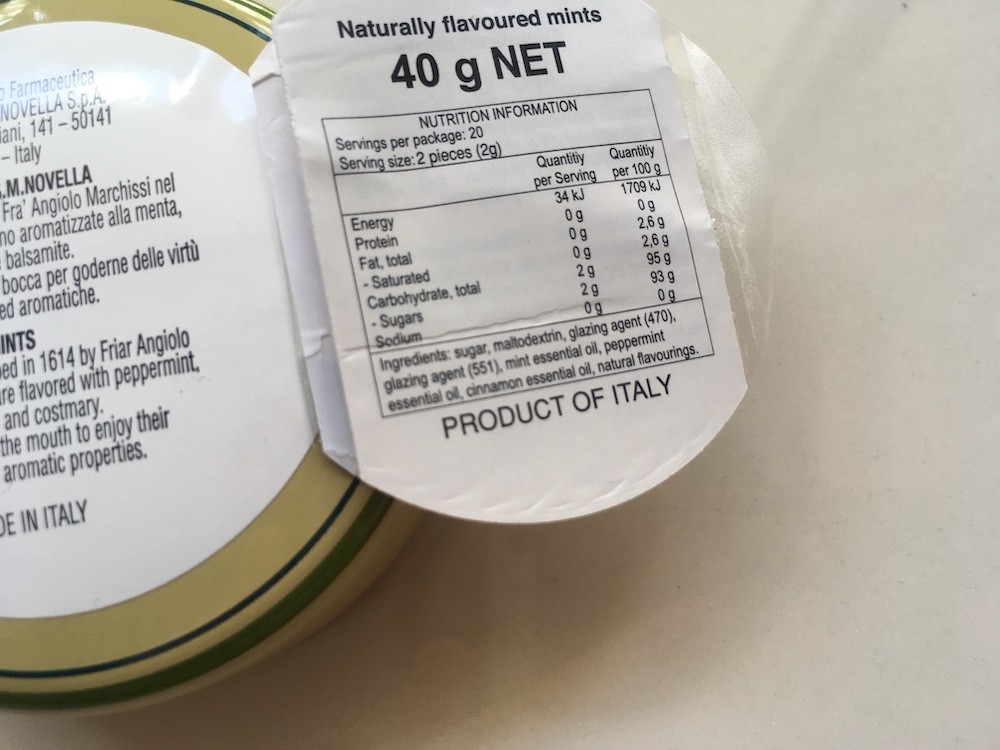 Farmaceutica
NOVELLA S.p.A.
141 – 50141
– Italy
.M.NOVELLA
Fra' Angiolo Marchissi nel
no aromatizzate alla menta,
balsamite.
bocca per goderne delle virtù
ed aromatiche.
INTS
ed in 1614 by Friar Angiolo
re flavored with peppermint,
and costmary.
the mouth to enjoy their
aromatic properties.
DE IN ITALY
Naturally flavoured mints
40 g NET
NUTRITION INFORMATION
Servings per package: 20
Serving size: 2 pieces (2g)
Quantitiy per Serving Quantitiy per 100 g
Energy 34 kJ 1709 kJ
Protein 0 g 0 g
Fat, total 0 g 2,6 g
- Saturated 0 g 2,6 g
Carbohydrate, total 2 g 95 g
- Sugars 2 g 93 g
Sodium 0 g 0 g
Ingredients: sugar, maltodextrin, glazing agent (470),
glazing agent (551), mint essential oil, peppermint
essential oil, cinnamon essential oil, natural flavourings.
PRODUCT OF ITALY